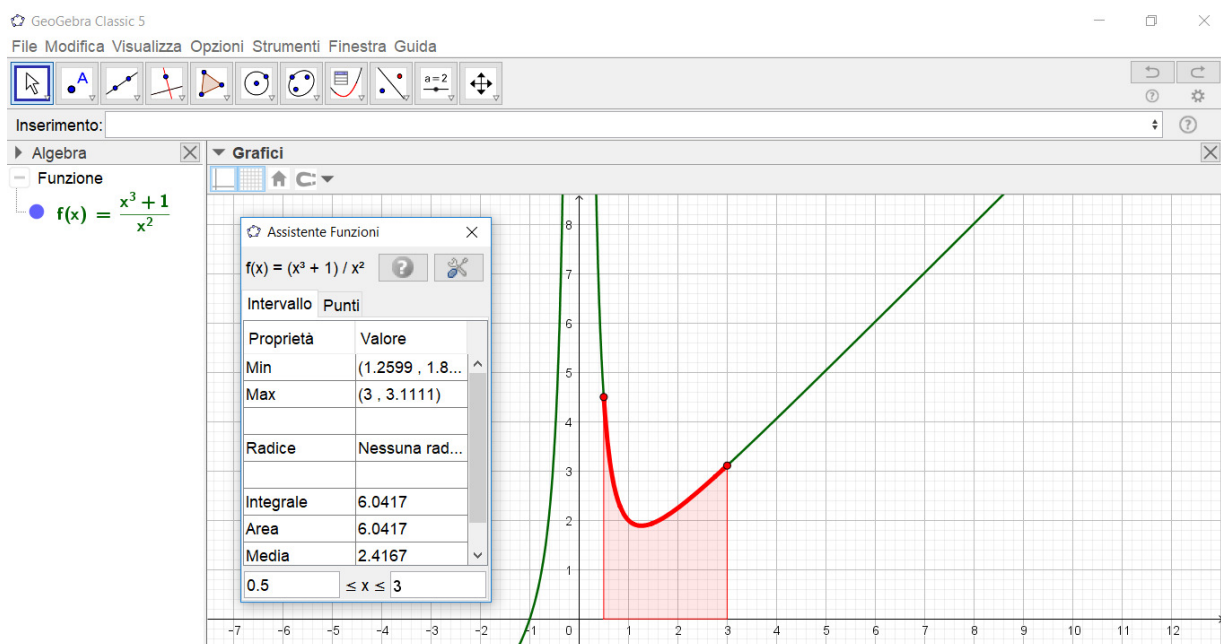 GeoGebra Classic 5
File Modifica Visualizza Opzioni Strumenti Finestra Guida
A
a=2
Inserimento:
Algebra
Grafici
Funzione
f(x) = (x³ + 1) / x²
Assistente Funzioni
f(x) = (x³ + 1) / x²
Intervallo Punti
Proprietà Valore
Min (1.2599 , 1.8...
Max (3 , 3.1111)
Radice Nessuna rad...
Integrale 6.0417
Area 6.0417
Media 2.4167
0.5 ≤ x ≤ 3
8
7
6
5
4
3
2
1
-7 -6 -5 -4 -3 -2 -1 0 1 2 3 4 5 6 7 8 9 10 11 12